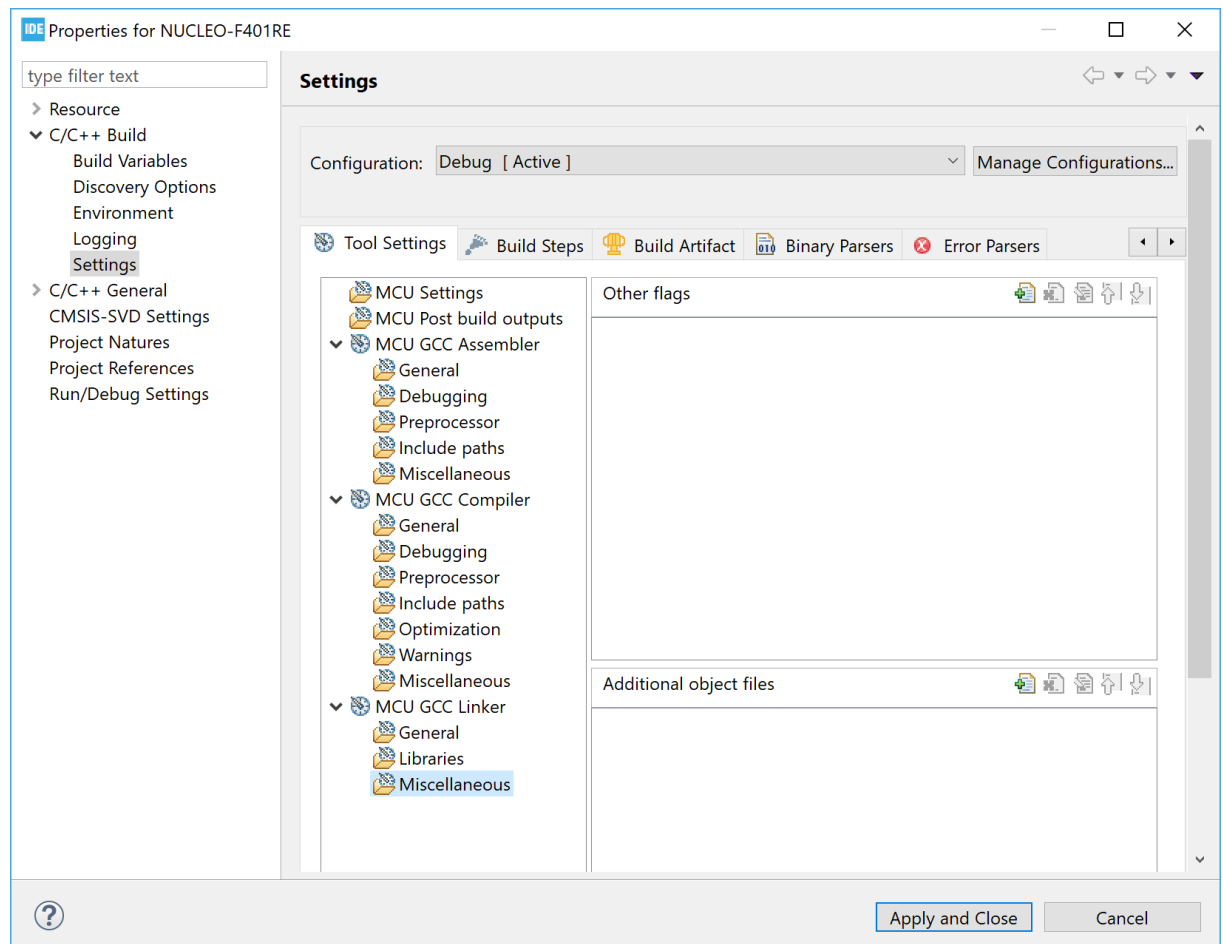 IDE Properties for NUCLEO-F401RE
type filter text
Resource
C/C++ Build
Build Variables
Discovery Options
Environment
Logging
Settings
C/C++ General
CMSIS-SVD Settings
Project Natures
Project References
Run/Debug Settings
Settings
Configuration: Debug [ Active ] Manage Configurations...
Tool Settings Build Steps Build Artifact 010 Binary Parsers Error Parsers
MCU Settings
MCU Post build outputs
MCU GCC Assembler
General
Debugging
Preprocessor
Include paths
Miscellaneous
MCU GCC Compiler
General
Debugging
Preprocessor
Include paths
Optimization
Warnings
Miscellaneous
MCU GCC Linker
General
Libraries
Miscellaneous
Other flags
Additional object files
? Apply and Close Cancel